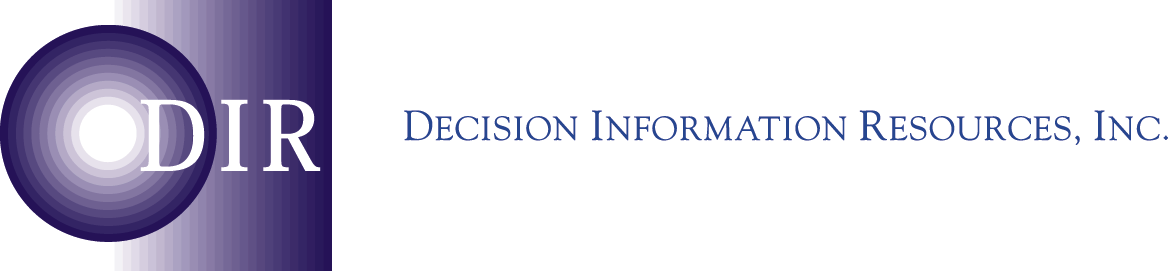 DIR
DECISION INFORMATION RESOURCES, INC.